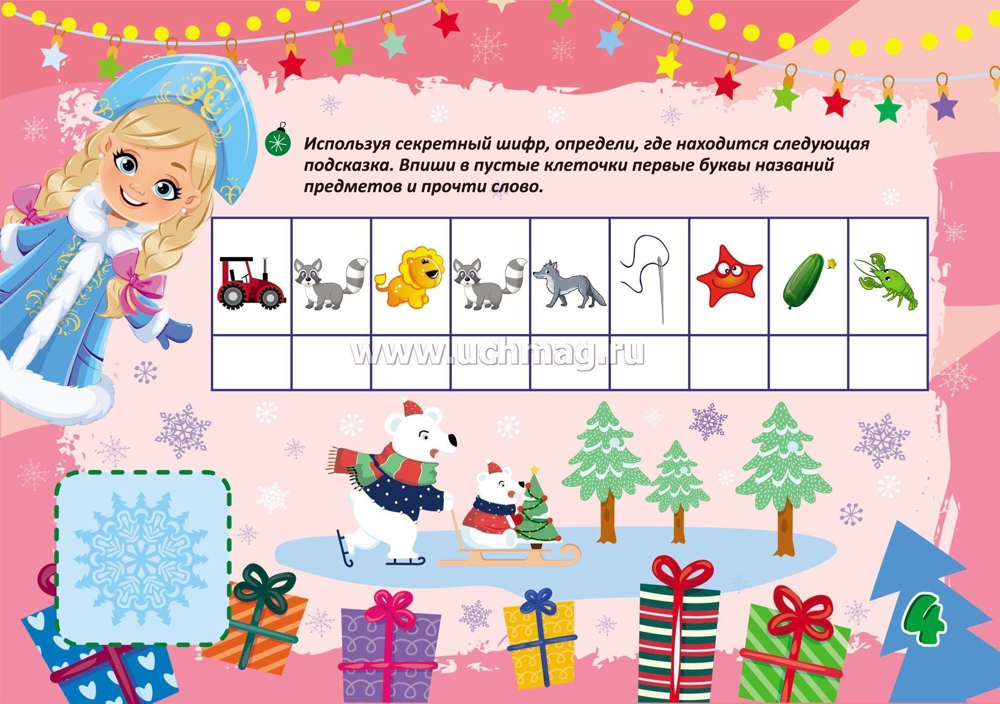 Используя секретный шифр, определи, где находится следующая
подсказка. Впиши в пустые клеточки первые буквы названий
предметов и прочти слово.
www.uchmag.ru
4